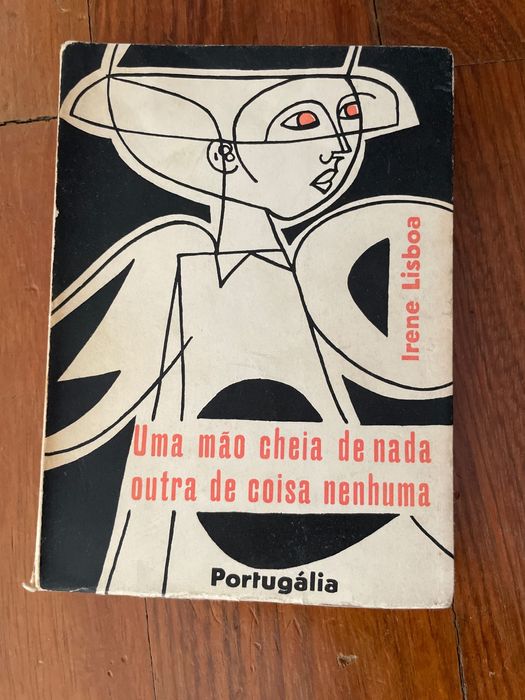 Irene Lisboa
Uma mão cheia de nada
outra de coisa nenhuma
Portugália